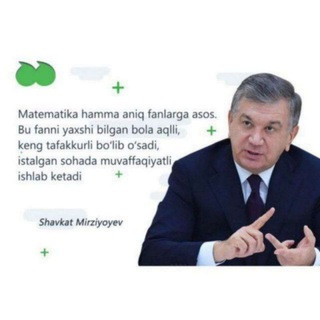 Matematika hamma aniq fanlarga asos.
Bu fanni yaxshi bilgan bola aqlli,
keng tafakkurli bo‘lib o‘sadi,
istalgan sohada muvaffaqiyatli
ishlab ketadi
Shavkat Mirziyoyev